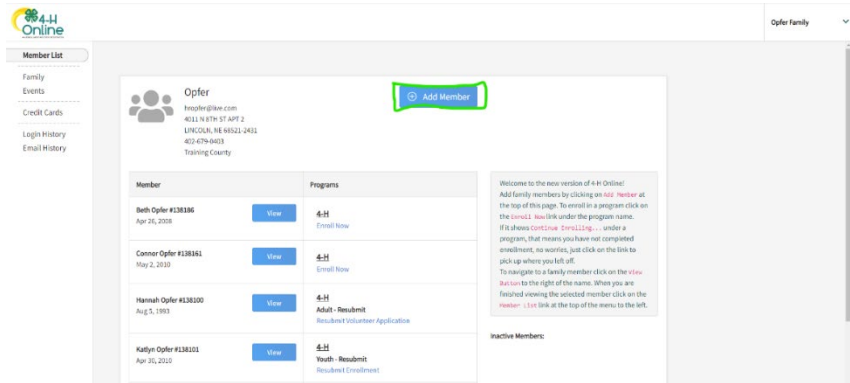 4-H
Online
Opfer Family
Member List
Family
Events
Credit Cards
Login History
Email History
Opfer
hropfer@live.com
4011 N 8TH ST APT 2
LINCOLN, NE 68521-2431
402-679-0403
Training County
Add Member
Member
Programs
Beth Opfer #138186
Apr 26, 2008
View
4-H
Enroll Now
Connor Opfer #138161
May 2, 2010
View
4-H
Enroll Now
Hannah Opfer #138100
Aug 5, 1993
View
4-H
Adult - Resubmit
Resubmit Volunteer Application
Katlyn Opfer #138101
Apr 30, 2010
View
4-H
Youth - Resubmit
Resubmit Enrollment
Welcome to the new version of 4-H Online!
Add family members by clicking on Add Member at
the top of this page. To enroll in a program click on
the Enroll Now link under the program name.
If it shows Continue Enrolling... under a
program, that means you have not completed
enrollment, no worries, just click on the link to
pick up where you left off.
To navigate to a family member click on the View
Button to the right of the name. When you are
finished viewing the selected member click on the
Member List link at the top of the menu to the left.
Inactive Members: